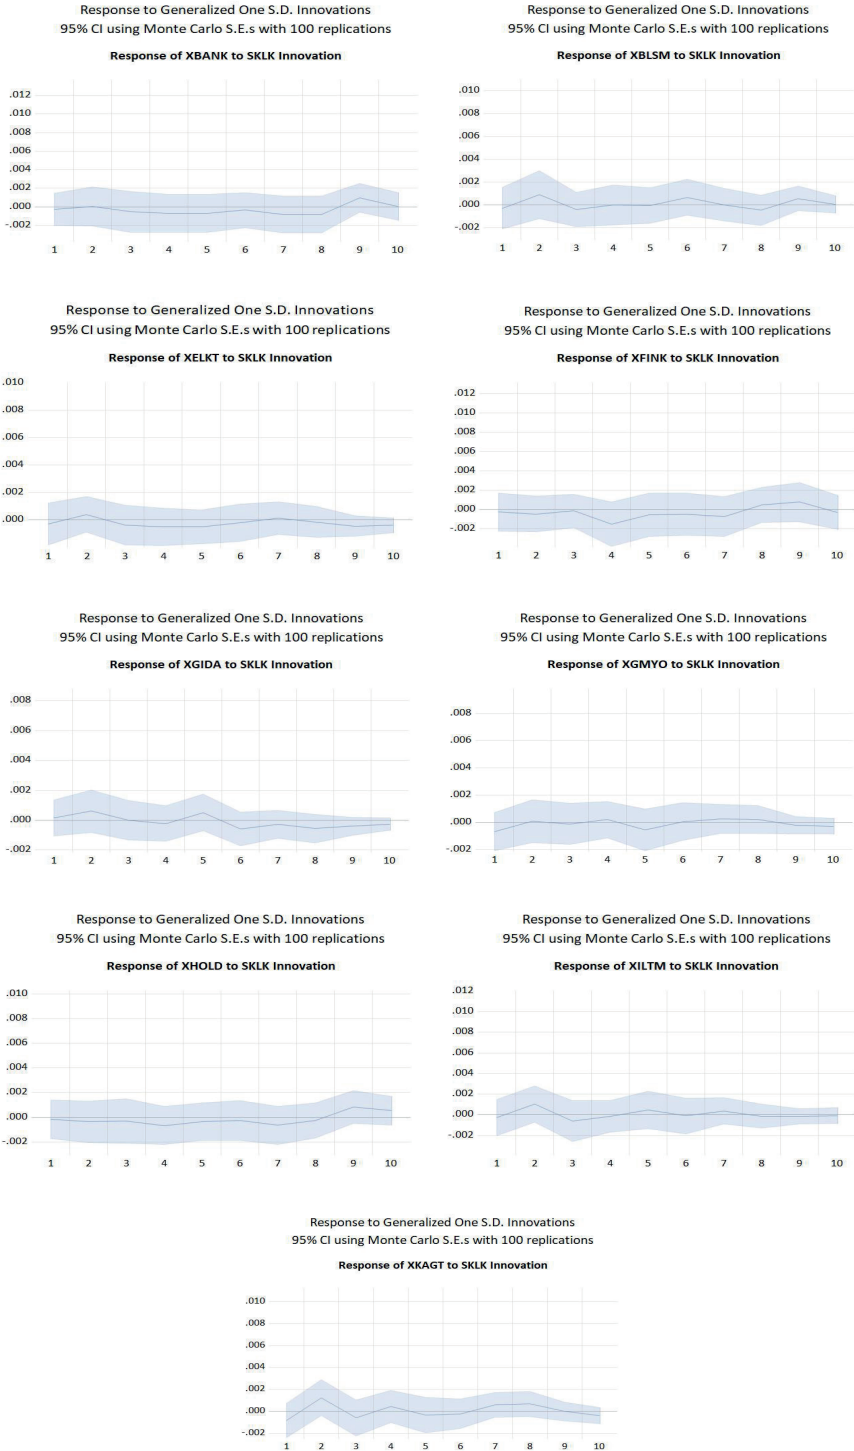 Response to Generalized One S.D. Innovations
95% CI using Monte Carlo S.E.s with 100 replications
Response of XBANK to SKLK Innovation
.012
.010
.008
.006
.004
.002
.000
-.002
1 2 3 4 5 6 7 8 9 10
Response to Generalized One S.D. Innovations
95% CI using Monte Carlo S.E.s with 100 replications
Response of XBLSM to SKLK Innovation
.010
.008
.006
.004
.002
.000
-.002
1 2 3 4 5 6 7 8 9 10
Response to Generalized One S.D. Innovations
95% CI using Monte Carlo S.E.s with 100 replications
Response of XELKT to SKLK Innovation
.010
.008
.006
.004
.002
.000
1 2 3 4 5 6 7 8 9 10
Response to Generalized One S.D. Innovations
95% CI using Monte Carlo S.E.s with 100 replications
Response of XFINK to SKLK Innovation
.012
.010
.008
.006
.004
.002
.000
-.002
1 2 3 4 5 6 7 8 9 10
Response to Generalized One S.D. Innovations
95% CI using Monte Carlo S.E.s with 100 replications
Response of XGIDA to SKLK Innovation
.008
.006
.004
.002
.000
-.002
1 2 3 4 5 6 7 8 9 10
Response to Generalized One S.D. Innovations
95% CI using Monte Carlo S.E.s with 100 replications
Response of XGMYO to SKLK Innovation
.008
.006
.004
.002
.000
-.002
1 2 3 4 5 6 7 8 9 10
Response to Generalized One S.D. Innovations
95% CI using Monte Carlo S.E.s with 100 replications
Response of XHOLD to SKLK Innovation
.010
.008
.006
.004
.002
.000
-.002
1 2 3 4 5 6 7 8 9 10
Response to Generalized One S.D. Innovations
95% CI using Monte Carlo S.E.s with 100 replications
Response of XILTM to SKLK Innovation
.012
.010
.008
.006
.004
.002
.000
-.002
1 2 3 4 5 6 7 8 9 10
Response to Generalized One S.D. Innovations
95% CI using Monte Carlo S.E.s with 100 replications
Response of XKAGT to SKLK Innovation
.010
.008
.006
.004
.002
.000
-.002
1 2 3 4 5 6 7 8 9 10